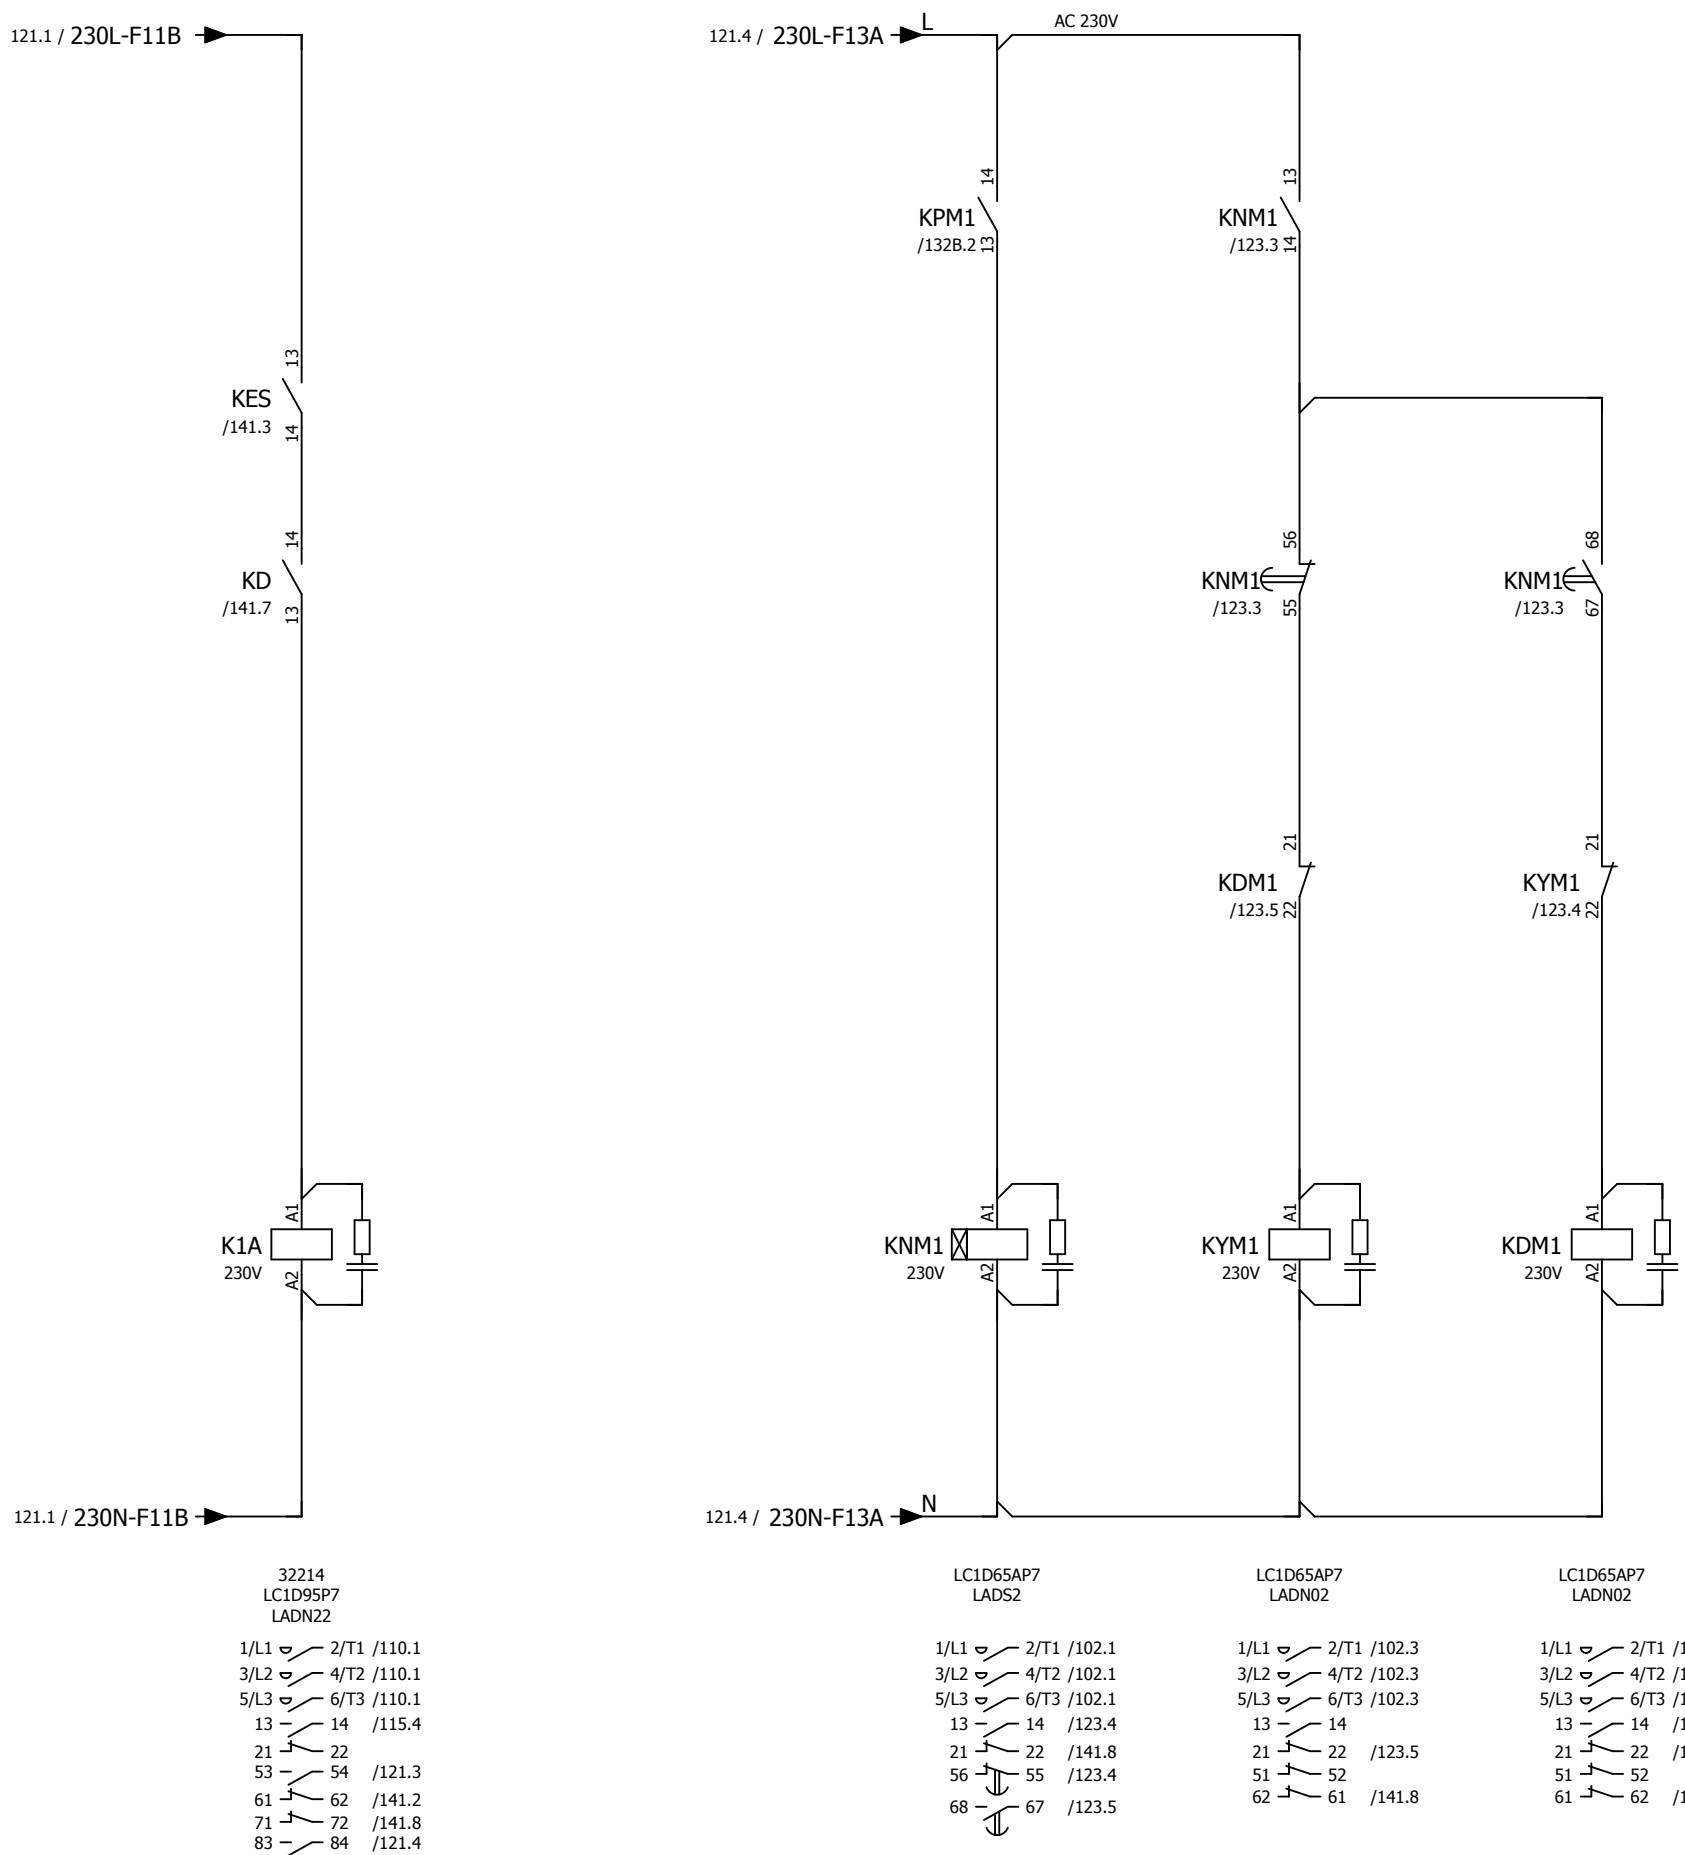 121.1 / 230L-F11B
121.4 / 230L-F13A
L
AC 230V
14
KPM1
/132B.2
13
13
KNM1
/123.3
14
13
KES
/141.3
14
14
KD
/141.7
13
56
KNM1
/123.3
55
68
KNM1
/123.3
67
21
KDM1
/123.5
22
21
KYM1
/123.4
22
A1
K1A
230V
A2
A1
KNM1
230V
A2
A1
KYM1
230V
A2
A1
KDM1
230V
A2
121.1 / 230N-F11B
121.4 / 230N-F13A
N
32214
LC1D95P7
LADN22
1/L1 2/T1 /110.1
3/L2 4/T2 /110.1
5/L3 6/T3 /110.1
13 14 /115.4
21 22
53 54 /121.3
61 62 /141.2
71 72 /141.8
83 84 /121.4
LC1D65AP7
LADS2
1/L1 2/T1 /102.1
3/L2 4/T2 /102.1
5/L3 6/T3 /102.1
13 14 /123.4
21 22 /141.8
56 55 /123.4
68 67 /123.5
LC1D65AP7
LADN02
1/L1 2/T1 /102.3
3/L2 4/T2 /102.3
5/L3 6/T3 /102.3
13 14
21 22 /123.5
51 52
62 61 /141.8
LC1D65AP7
LADN02
1/L1 2/T1
3/L2 4/T2
5/L3 6/T3
13 14
21 22
51 52
61 62